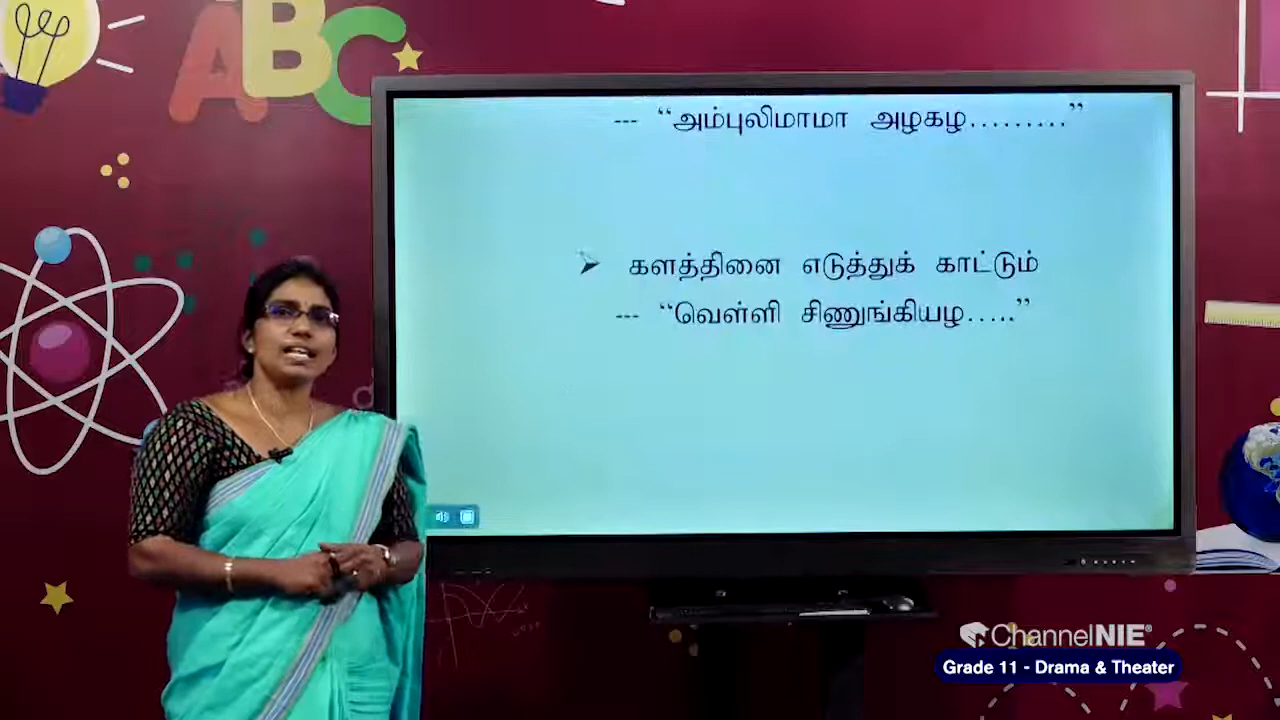 ABC
--- “அம்புலிமாமா அழகழ.........”
➤ களத்தினை எடுத்துக் காட்டும்
--- “வெள்ளி சிணுங்கியழ.....”
ChannelNIE®
Grade 11 - Drama & Theater